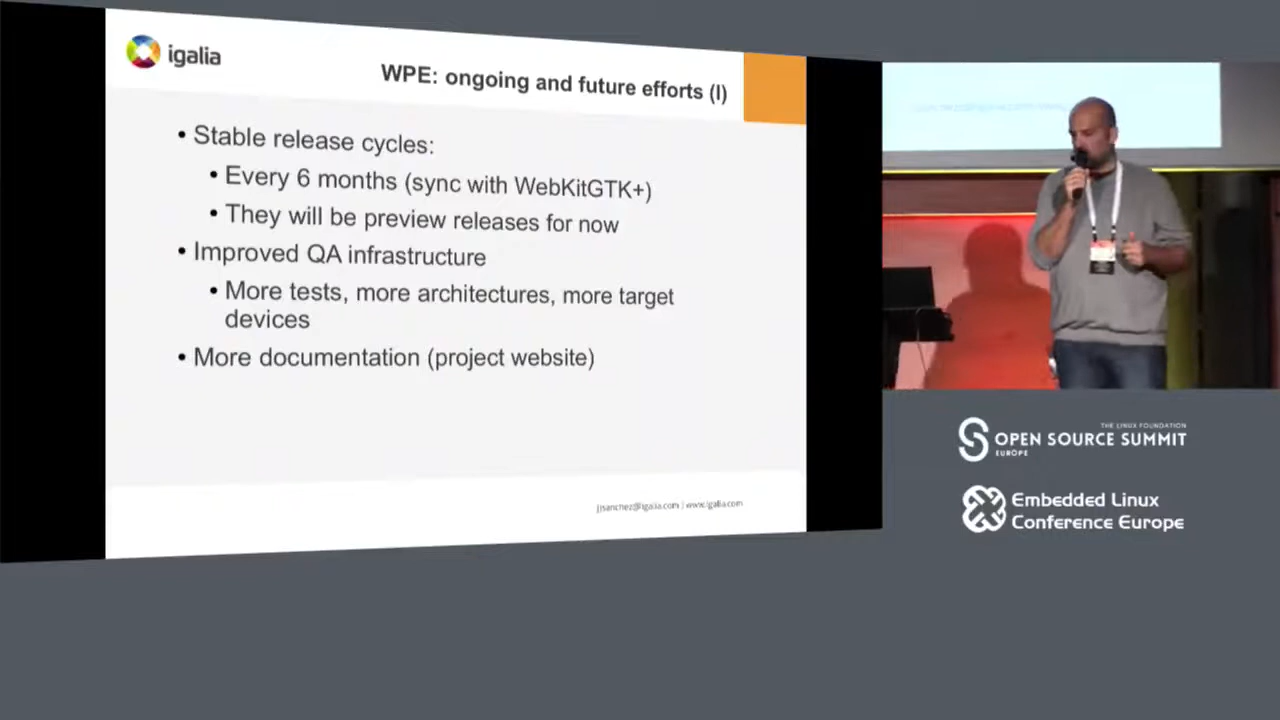 igalia
WPE: ongoing and future efforts (I)
• Stable release cycles:
• Every 6 months (sync with WebKitGTK+)
• They will be preview releases for now
• Improved QA infrastructure
• More tests, more architectures, more target
devices
• More documentation (project website)
jjsanchez@igalia.com | www.igalia.com
THE LINUX FOUNDATION
OPEN SOURCE SUMMIT
EUROPE
Embedded Linux
Conference Europe